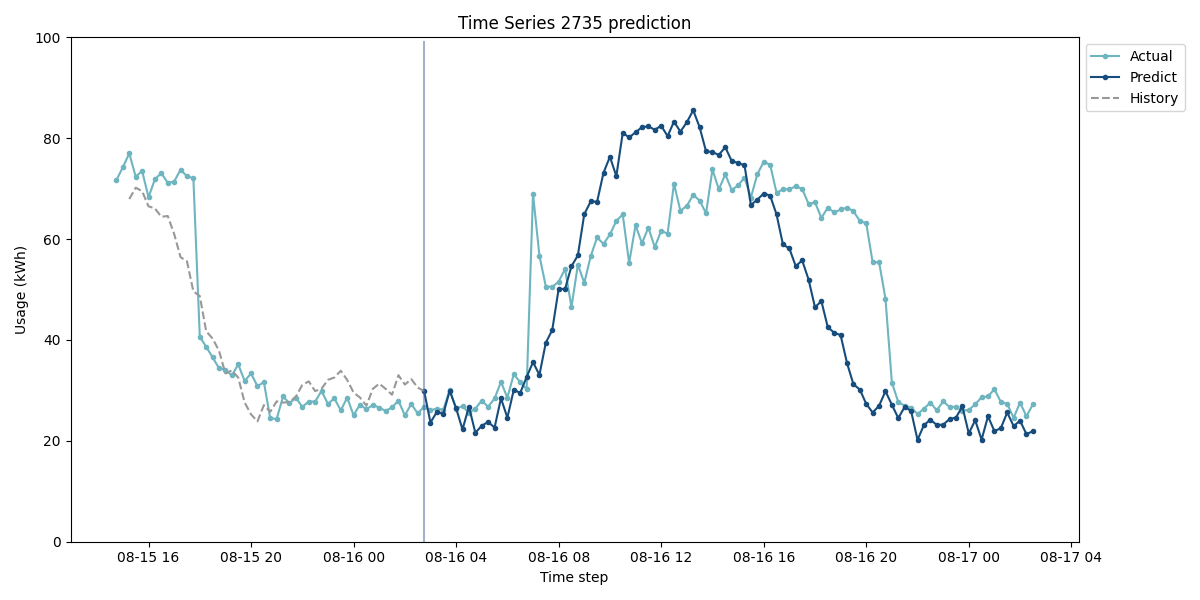 Time Series 2735 prediction
Usage (kWh)
100
80
60
40
20
0
08-15 16
08-15 20
08-16 00
08-16 04
08-16 08
08-16 12
08-16 16
08-16 20
08-17 00
08-17 04
Time step
Actual
Predict
History